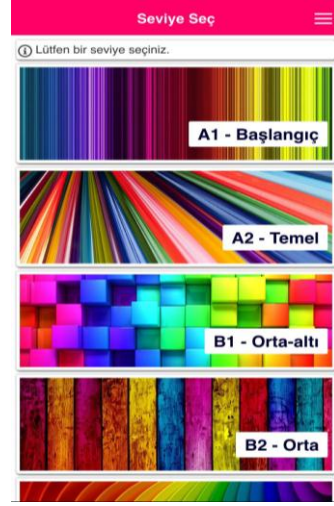 Seviye Seç
Lütfen bir seviye seçiniz.
A1 - Başlangıç
A2 - Temel
B1 - Orta-altı
B2 - Orta